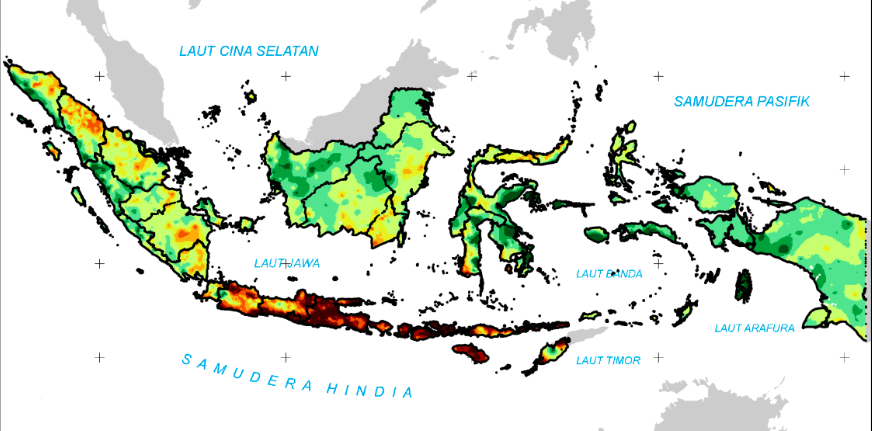 LAUT CINA SELATAN
SAMUDERA PASIFIK
LAUT JAWA
LAUT BANDA
LAUT ARAFURA
LAUT TIMOR
SAMUDERA HINDIA